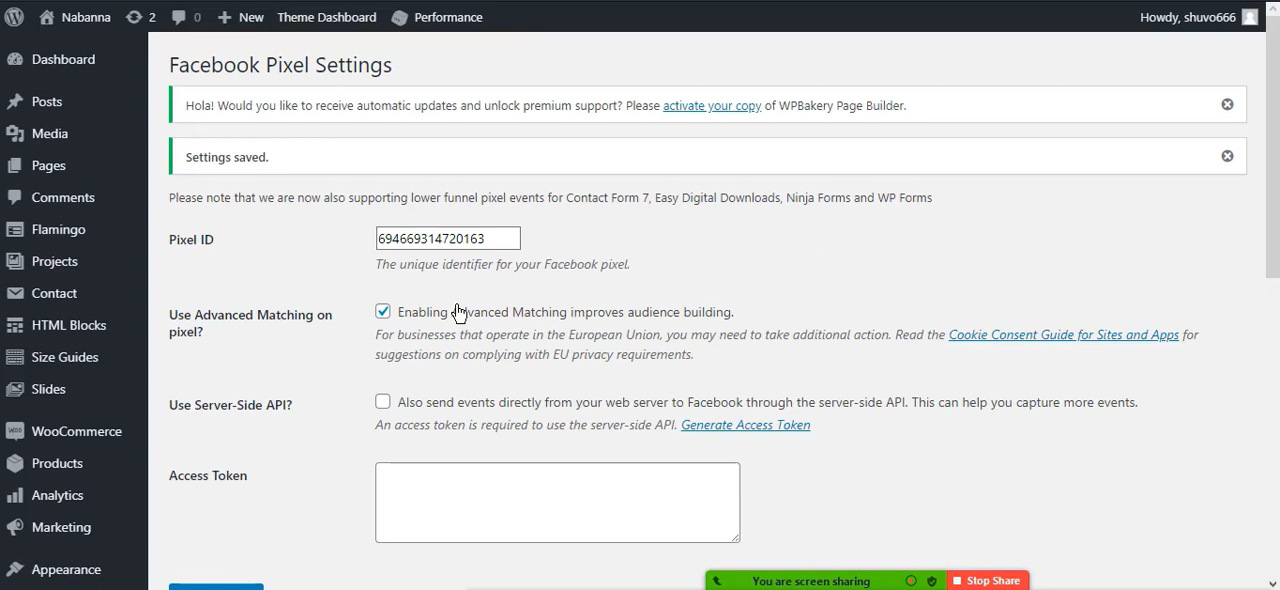 Nabanna 2 0 New Theme Dashboard Performance Howdy, shuvo666
Dashboard
Posts
Media
Pages
Comments
Flamingo
Projects
Contact
HTML Blocks
Size Guides
Slides
WooCommerce
Products
Analytics
Marketing
Appearance
Facebook Pixel Settings
Hola! Would you like to receive automatic updates and unlock premium support? Please activate your copy of WPBakery Page Builder.
Settings saved.
Please note that we are now also supporting lower funnel pixel events for Contact Form 7, Easy Digital Downloads, Ninja Forms and WP Forms
Pixel ID
694669314720163
The unique identifier for your Facebook pixel.
Use Advanced Matching on
pixel?
Enabling Advanced Matching improves audience building.
For businesses that operate in the European Union, you may need to take additional action. Read the Cookie Consent Guide for Sites and Apps for
suggestions on complying with EU privacy requirements.
Use Server-Side API?
Also send events directly from your web server to Facebook through the server-side API. This can help you capture more events.
An access token is required to use the server-side API. Generate Access Token
Access Token
You are screen sharing Stop Share